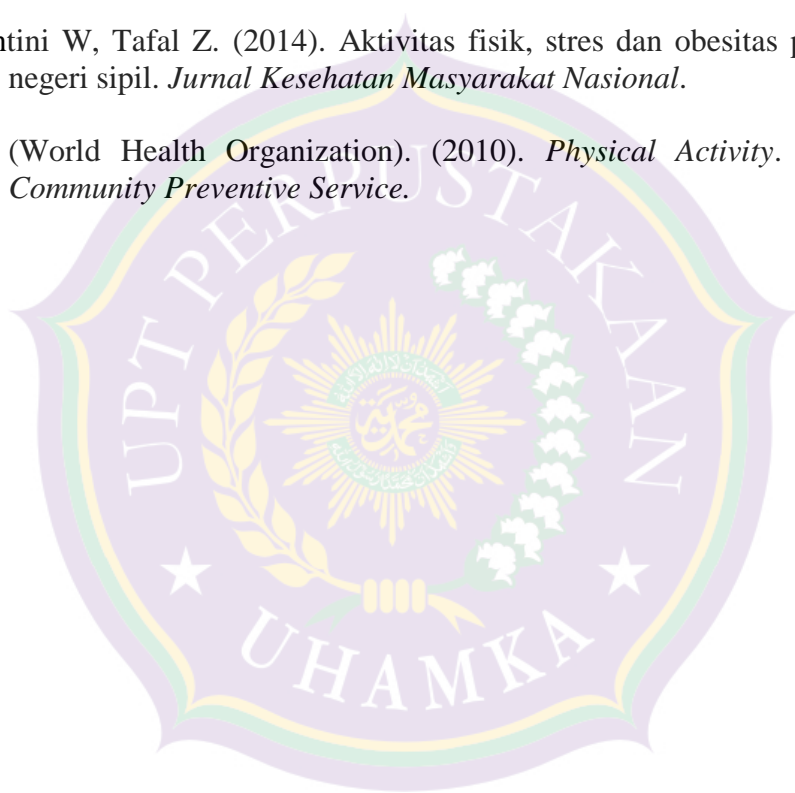 ntini W, Tafal Z. (2014). Aktivitas fisik, stres dan obesitas p
negeri sipil. Jurnal Kesehatan Masyarakat Nasional.
(World Health Organization). (2010). Physical Activity.
Community Preventive Service.
UPT PERPUSTAKAAN
محمدية
UHAMKA